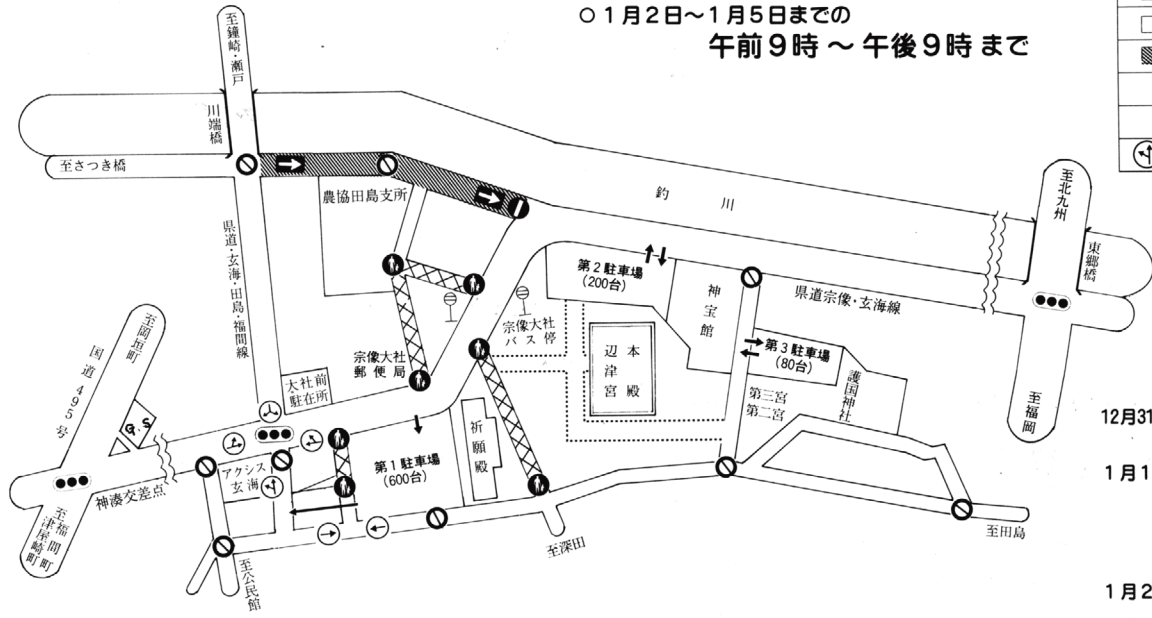 ○1月2日～1月5日までの
午前9時～午後9時まで
至鐘崎・瀬戸
川端橋
至さつき橋
農協田島支所
釣川
至北九州
東郷橋
県道・玄海・田島・福間線
第2駐車場
(200台)
神宝館
県道宗像・玄海線
至岡垣町
国道495号
宗像大社
郵便局
宗像大社
バス停
辺津宮
本殿
第3駐車場
(80台)
護国神社
第三宮
第二宮
至福岡
大社前
駐在所
G.S
祈願殿
第1駐車場
(600台)
アクシス
玄海
神湊交差点
至福間町
津屋崎町
至公民館
至深田
至田島
12月31
1月1
1月2